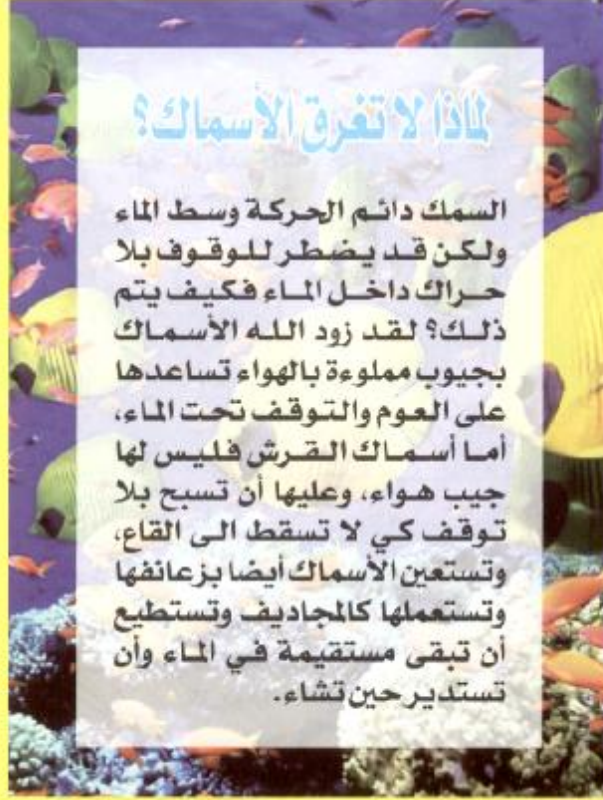 لماذا لا تغرق الأسماك؟
السمك دائم الحركة وسط الماء
ولكن قد يضطر للوقوف بلا
حراك داخل الماء فكيف يتم
ذلك؟ لقد زود الله الأسماك
بجيوب مملوءة بالهواء تساعدها
على العوم والتوقف تحت الماء،
أما أسماك القرش فليس لها
جيب هواء، وعليها أن تسبح بلا
توقف كي لا تسقط الى القاع،
وتستعين الأسماك أيضا بزعانفها
وتستعملها كالمجاديف وتستطيع
أن تبقى مستقيمة في الماء وأن
تستدير حين تشاء.